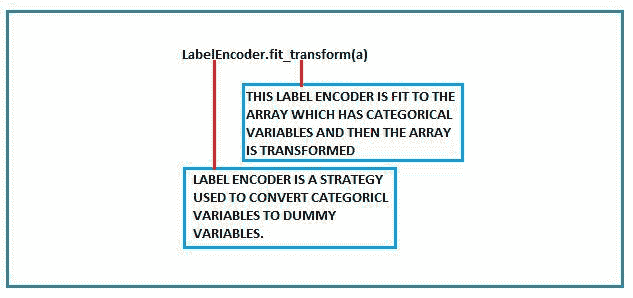 LabelEncoder.fit_transform(a)
THIS LABEL ENCODER IS FIT TO THE
ARRAY WHICH HAS CATEGORICAL
VARIABLES AND THEN THE ARRAY
IS TRANSFORMED
LABEL ENCODER IS A STRATEGY
USED TO CONVERT CATEGORICL
VARIABLES TO DUMMY
VARIABLES.